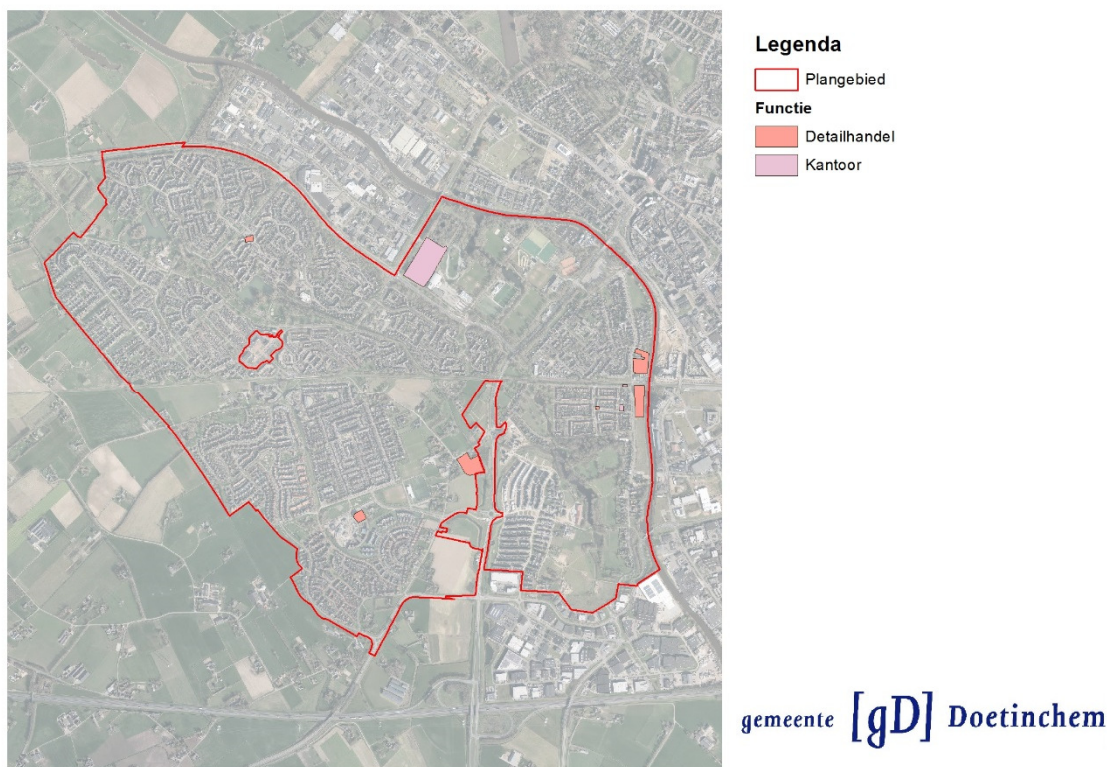 Legenda
Plangebied
Functie
Detailhandel
Kantoor
gemeente [gD] Doetinchem